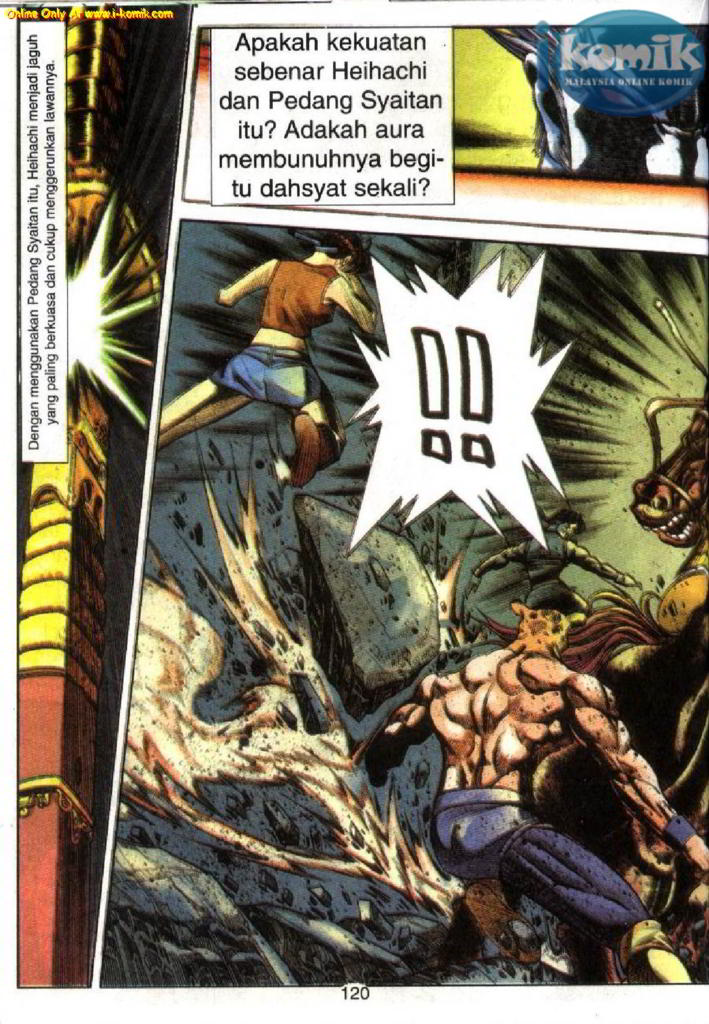 Online Only At www.i-komik.com
Dengan menggunakan Pedang Syaitan itu, Heihachi menjadi jaguh
yang paling berkuasa dan cukup menggerunkan lawannya.
Apakah kekuatan
sebenar Heihachi
dan Pedang Syaitan
itu? Adakah aura
membunuhnya begi-
tu dahsyat sekali?
i-komik
MALAYSIA ONLINE KOMIK
!!
120